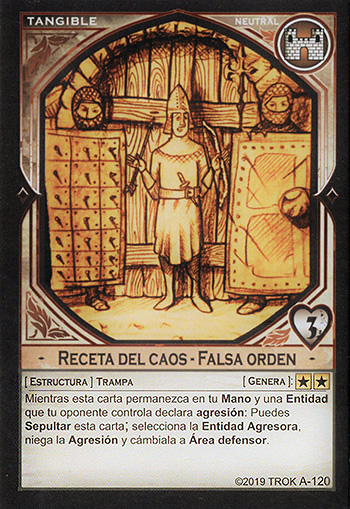 TANGIBLE
NEUTRAL
3
- RECETA DEL CAOS - FALSA ORDEN -
[ ESTRUCTURA ] TRAMPA [ GENERA ]:
Mientras esta carta permanezca en tu Mano y una Entidad
que tu oponente controla declara agresión: Puedes
Sepultar esta carta; selecciona la Entidad Agresora,
niega la Agresión y cámbiala a Área defensor.
©2019 TROK A-120